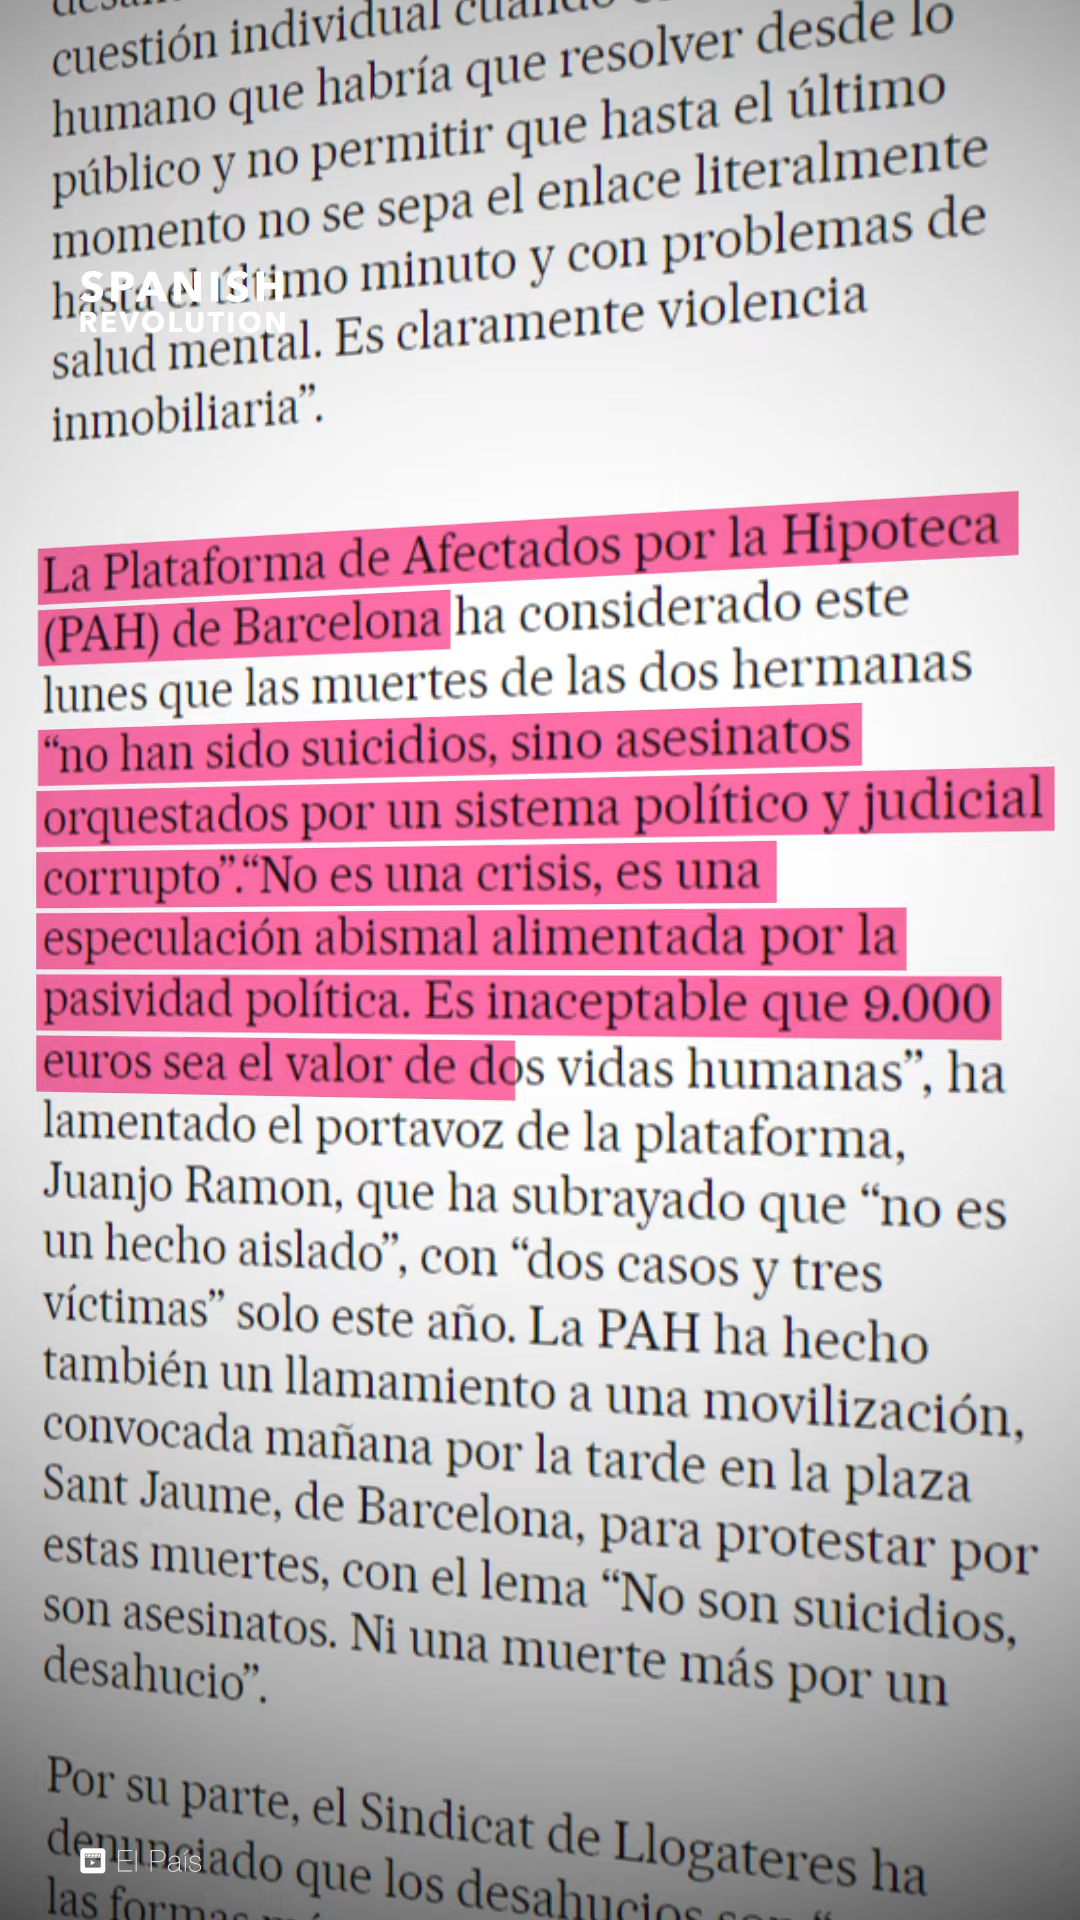 cuestión individual
humano que habría que resolver desde lo
público y no permitir que hasta el último
momento no se sepa el enlace literalmente
hasta el último minuto y con problemas de
SPANISH
REVOLUTION
salud mental. Es claramente violencia
inmobiliaria”.
La Plataforma de Afectados por la Hipoteca
(PAH) de Barcelona ha considerado este
lunes que las muertes de las dos hermanas
“no han sido suicidios, sino asesinatos
orquestados por un sistema político y judicial
corrupto”.“No es una crisis, es una
especulación abismal alimentada por la
pasividad política. Es inaceptable que 9.000
euros sea el valor de dos vidas humanas”, ha
lamentado el portavoz de la plataforma,
Juanjo Ramon, que ha subrayado que “no es
un hecho aislado”, con “dos casos y tres
víctimas” solo este año. La PAH ha hecho
también un llamamiento a una movilización,
convocada mañana por la tarde en la plaza
Sant Jaume, de Barcelona, para protestar por
estas muertes, con el lema “No son suicidios,
son asesinatos. Ni una muerte más por un
desahucio”.
Por su parte, el Sindicat de Llogateres ha
denunciado que los desahucios son “
El País
las formas